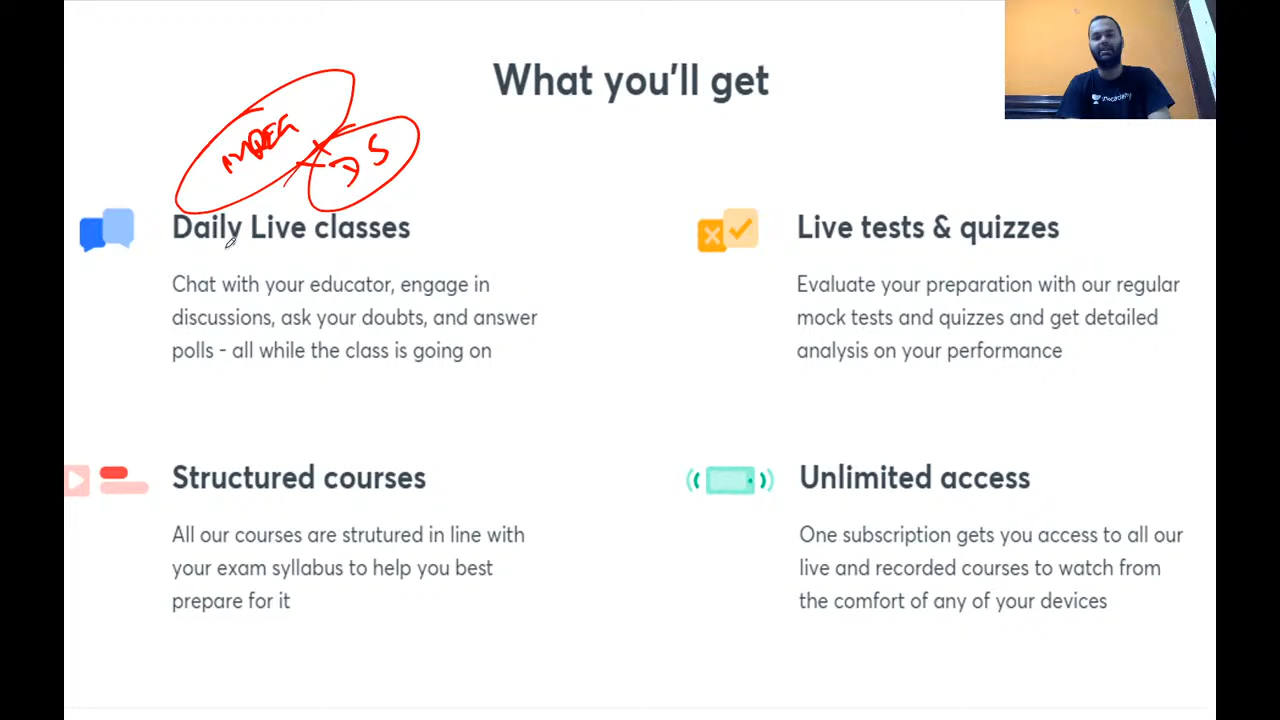 What you'll get
Daily Live classes
Chat with your educator, engage in
discussions, ask your doubts, and answer
polls - all while the class is going on
Live tests & quizzes
Evaluate your preparation with our regular
mock tests and quizzes and get detailed
analysis on your performance
Structured courses
All our courses are strutured in line with
your exam syllabus to help you best
prepare for it
Unlimited access
One subscription gets you access to all our
live and recorded courses to watch from
the comfort of any of your devices